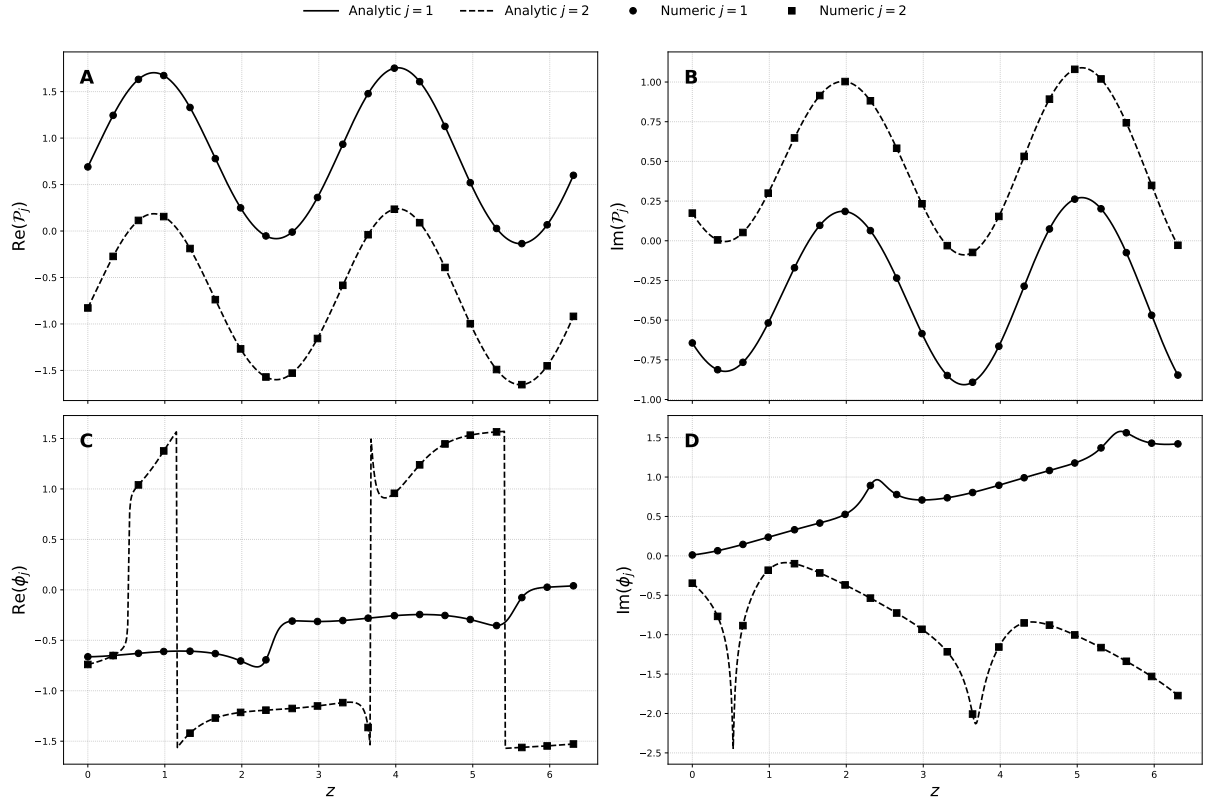 Analytic j = 1 Analytic j = 2 Numeric j = 1 Numeric j = 2
A
Re(𝒫ⱼ)
1.5
1.0
0.5
0.0
−0.5
−1.0
−1.5
B
Im(𝒫ⱼ)
1.00
0.75
0.50
0.25
0.00
−0.25
−0.50
−0.75
−1.00
C
Re(ϕⱼ)
1.5
1.0
0.5
0.0
−0.5
−1.0
−1.5
0 1 2 3 4 5 6
z
D
Im(ϕⱼ)
1.5
1.0
0.5
0.0
−0.5
−1.0
−1.5
−2.0
−2.5
0 1 2 3 4 5 6
z